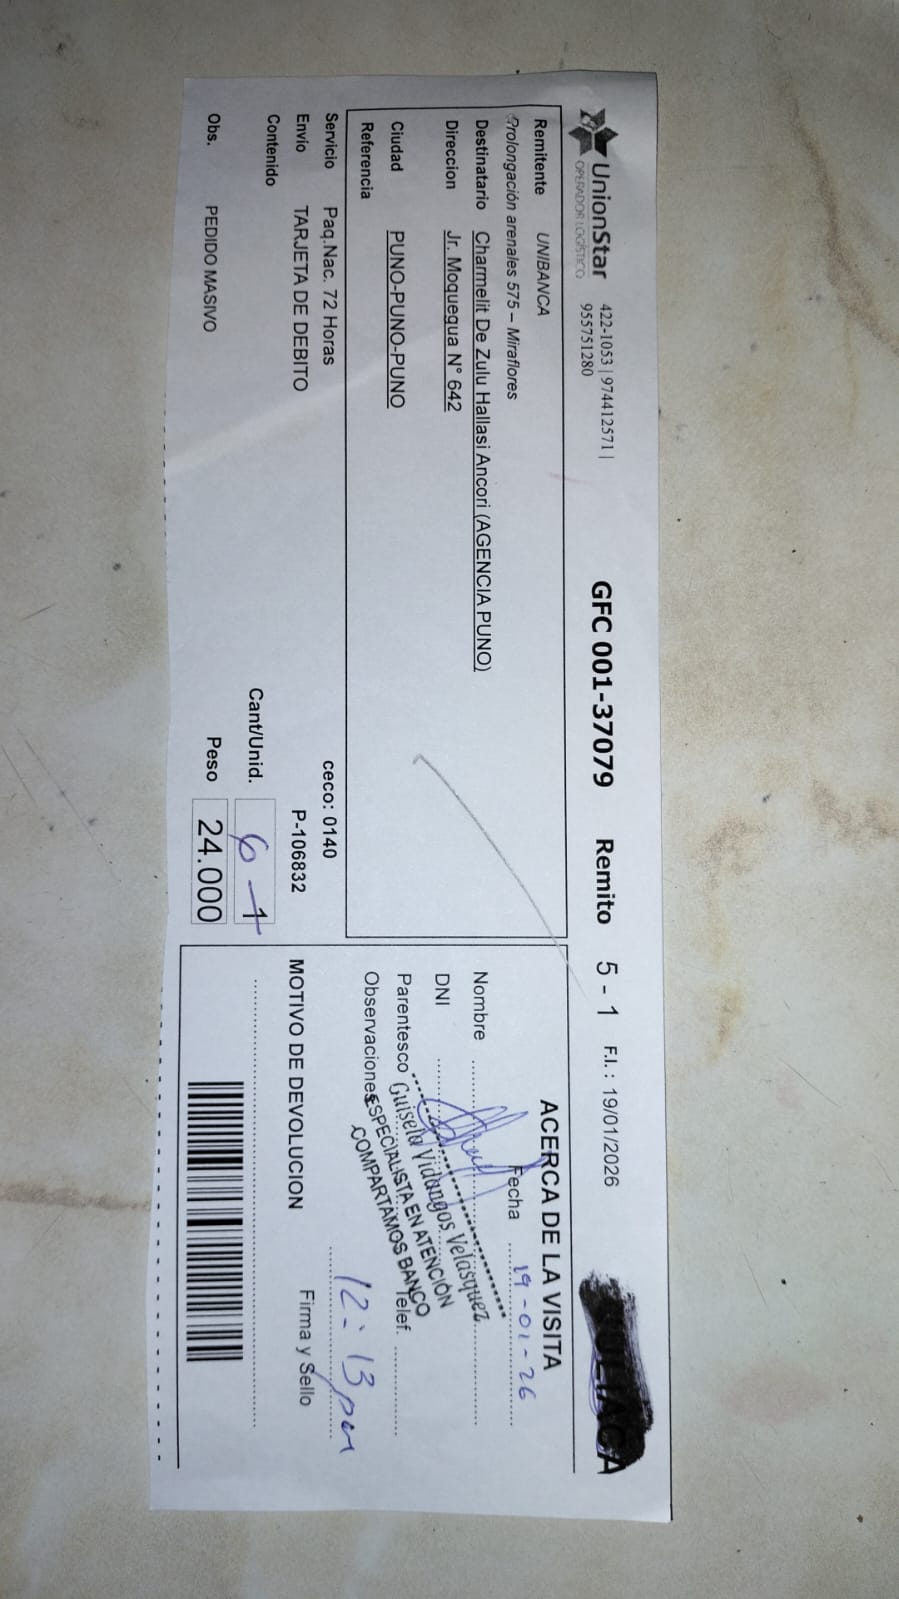 UnionStar
OPERADOR LOGÍSTICO
422-1053 | 974412571 |
955751280
GFC 001-37079 Remito 5 - 1 F.I.: 19/01/2026
Remitente UNIBANCA
Prolongación arenales 575 – Miraflores
Destinatario Charmelit De Zulu Hallasi Ancori (AGENCIA PUNO)
Direccion Jr. Moquegua N° 642
Ciudad PUNO-PUNO-PUNO
Referencia
Servicio Paq.Nac. 72 Horas ceco: 0140
Envio TARJETA DE DEBITO P-106832
Contenido
Cant/Unid. 6 1
Obs. PEDIDO MASIVO Peso 24.000
ACERCA DE LA VISITA
Fecha 19-01-26
Nombre
DNI
Parentesco Telef.
Observaciones
Guisela Vidangos Velasquez
ESPECIALISTA EN ATENCIÓN
COMPARTAMOS BANCO
12:13 pm
MOTIVO DE DEVOLUCION Firma y Sello